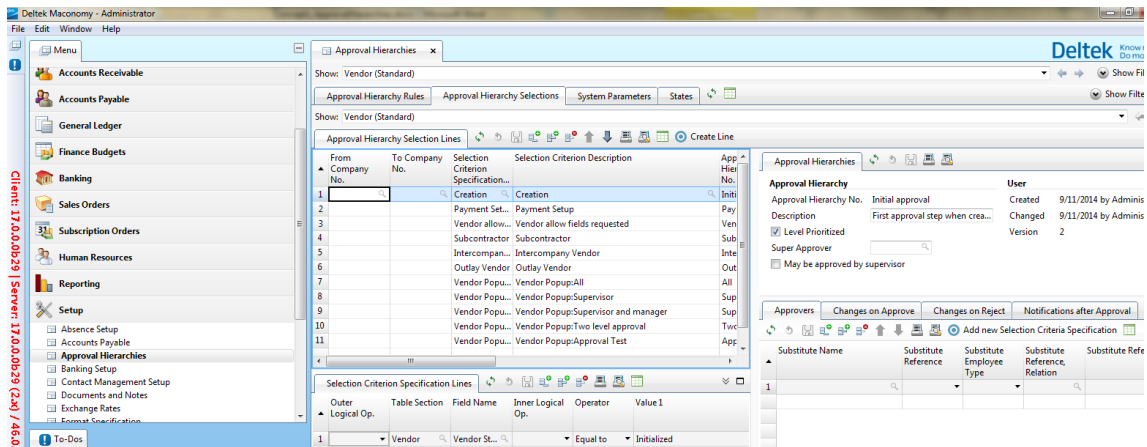 Deltek Maconomy - Administrator
File Edit Window Help
Menu
Accounts Receivable
Accounts Payable
General Ledger
Finance Budgets
Banking
Sales Orders
Subscription Orders
Human Resources
Reporting
Setup
Absence Setup
Accounts Payable
Approval Hierarchies
Banking Setup
Contact Management Setup
Documents and Notes
Exchange Rates
Format Specification
To-Dos
Client: 17.0.0.0b29 | Server: 17.0.0.0b29 (2.x) / 46.0
Approval Hierarchies x
Deltek Know
Do mo
Show: Vendor (Standard) Show Fil
Approval Hierarchy Rules Approval Hierarchy Selections System Parameters States Show Filte
Show: Vendor (Standard)
Approval Hierarchy Selection Lines Create Line
From Company No. To Company No. Selection Criterion Specification... Selection Criterion Description App Hier No.
1 Creation Creation Initi
2 Payment Set... Payment Setup Pay
3 Vendor allow... Vendor allow fields requested Ven
4 Subcontractor Subcontractor Sub
5 Intercompan... Intercompany Vendor Inte
6 Outlay Vendor Outlay Vendor Out
7 Vendor Popu... Vendor Popup:All All
8 Vendor Popu... Vendor Popup:Supervisor Sup
9 Vendor Popu... Vendor Popup:Supervisor and manager Sup
10 Vendor Popu... Vendor Popup:Two level approval Two
11 Vendor Popu... Vendor Popup:Approval Test App
Selection Criterion Specification Lines
Outer Logical Op. Table Section Field Name Inner Logical Op. Operator Value 1
1 Vendor Vendor St... Equal to Initialized
Approval Hierarchies
Approval Hierarchy User
Approval Hierarchy No. Initial approval Created 9/11/2014 by Adminis
Description First approval step when crea... Changed 9/11/2014 by Adminis
Level Prioritized Version 2
Super Approver
May be approved by supervisor
Approvers Changes on Approve Changes on Reject Notifications after Approval
Add new Selection Criteria Specification
Substitute Name Substitute Reference Substitute Employee Type Substitute Reference, Relation Substitute Refe
1